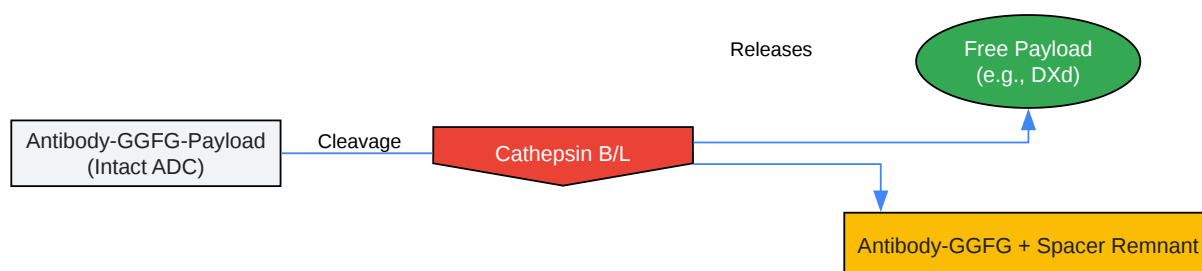 Antibody-GGFG-Payload
(Intact ADC)
Cleavage
Cathepsin B/L
Releases
Free Payload
(e.g., DXd)
Antibody-GGFG + Spacer Remnant